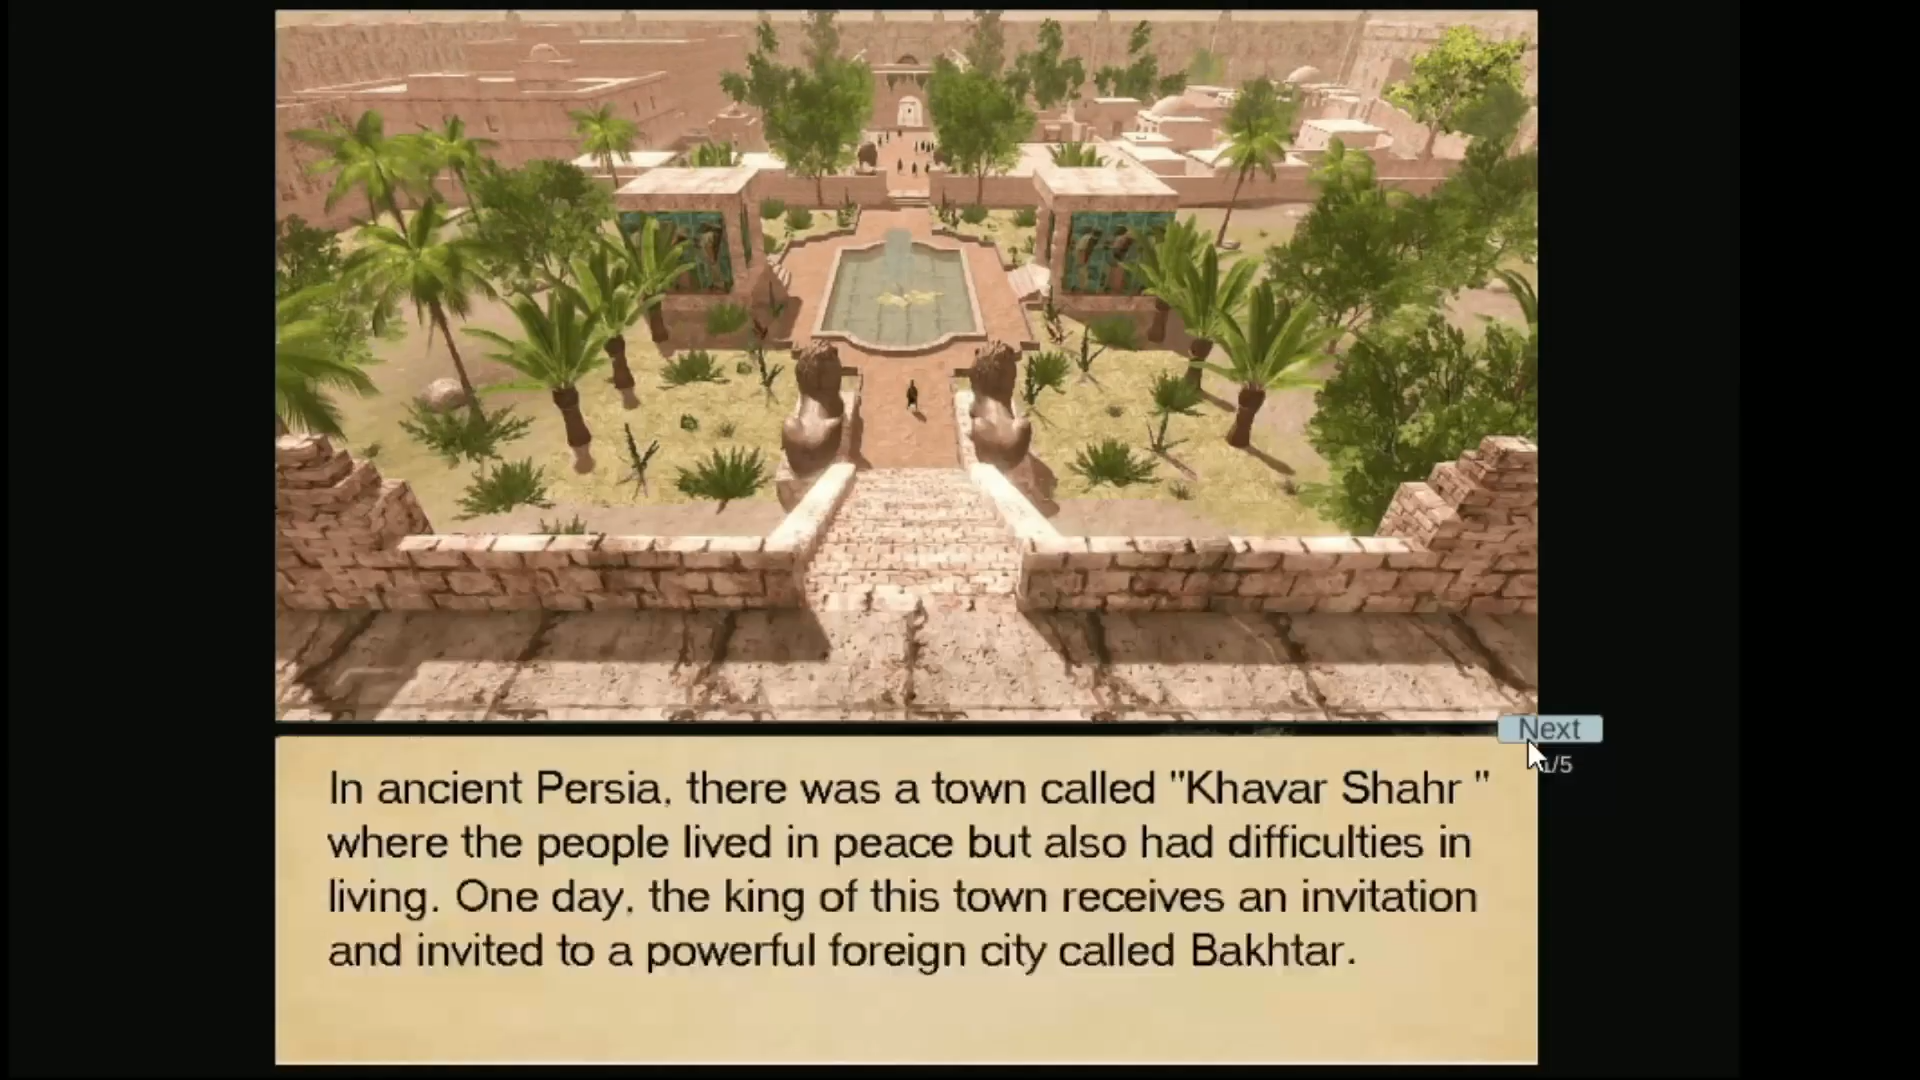 Next
1/5
In ancient Persia, there was a town called "Khavar Shahr "
where the people lived in peace but also had difficulties in
living. One day, the king of this town receives an invitation
and invited to a powerful foreign city called Bakhtar.